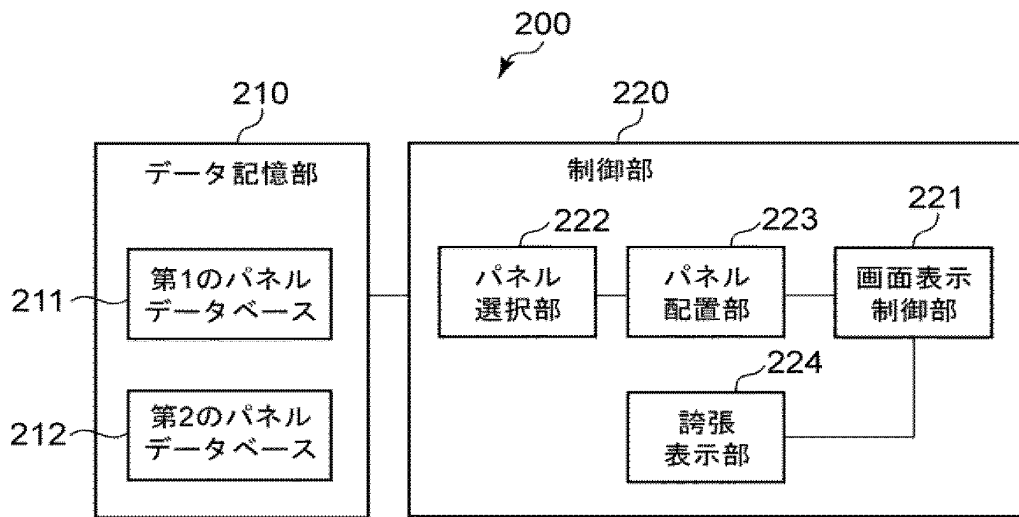 200
210
220
データ記憶部
制御部
222
223
221
211
第1のパネル
データベース
パネル
選択部
パネル
配置部
画面表示
制御部
224
212
第2のパネル
データベース
誇張
表示部